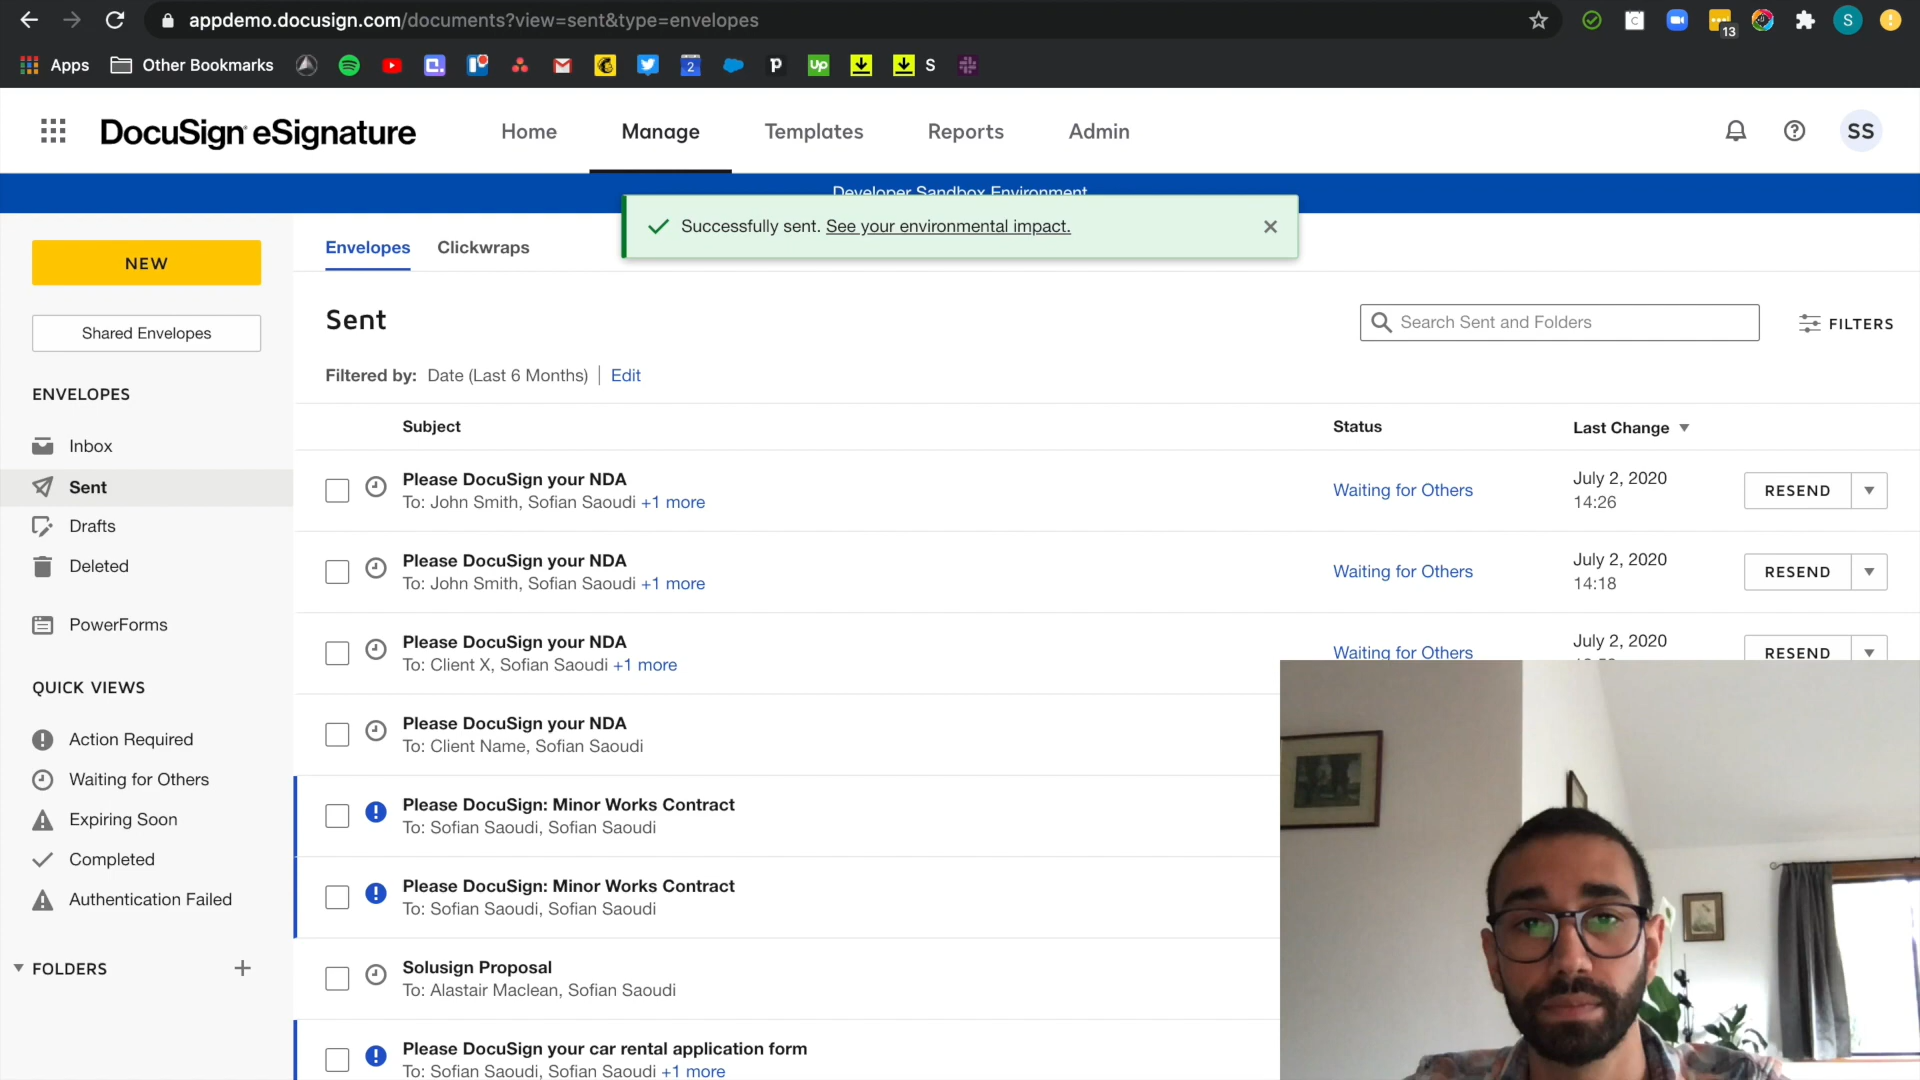 appdemo.docusign.com/documents?view=sent&type=envelopes
13
S
Apps
Other Bookmarks
2
P
Up
S
DocuSign eSignature
Home
Manage
Templates
Reports
Admin
SS
Developer Sandbox Environment
Successfully sent. See your environmental impact.
NEW
Shared Envelopes
ENVELOPES
Inbox
Sent
Drafts
Deleted
PowerForms
QUICK VIEWS
Action Required
Waiting for Others
Expiring Soon
Completed
Authentication Failed
FOLDERS
Envelopes
Clickwraps
Sent
Search Sent and Folders
FILTERS
Filtered by: Date (Last 6 Months) | Edit
Subject
Status
Last Change
Please DocuSign your NDA
To: John Smith, Sofian Saoudi +1 more
Waiting for Others
July 2, 2020
14:26
RESEND
Please DocuSign your NDA
To: John Smith, Sofian Saoudi +1 more
Waiting for Others
July 2, 2020
14:18
RESEND
Please DocuSign your NDA
To: Client X, Sofian Saoudi +1 more
Waiting for Others
July 2, 2020
RESEND
Please DocuSign your NDA
To: Client Name, Sofian Saoudi
Please DocuSign: Minor Works Contract
To: Sofian Saoudi, Sofian Saoudi
Please DocuSign: Minor Works Contract
To: Sofian Saoudi, Sofian Saoudi
Solusign Proposal
To: Alastair Maclean, Sofian Saoudi
Please DocuSign your car rental application form
To: Sofian Saoudi, Sofian Saoudi +1 more